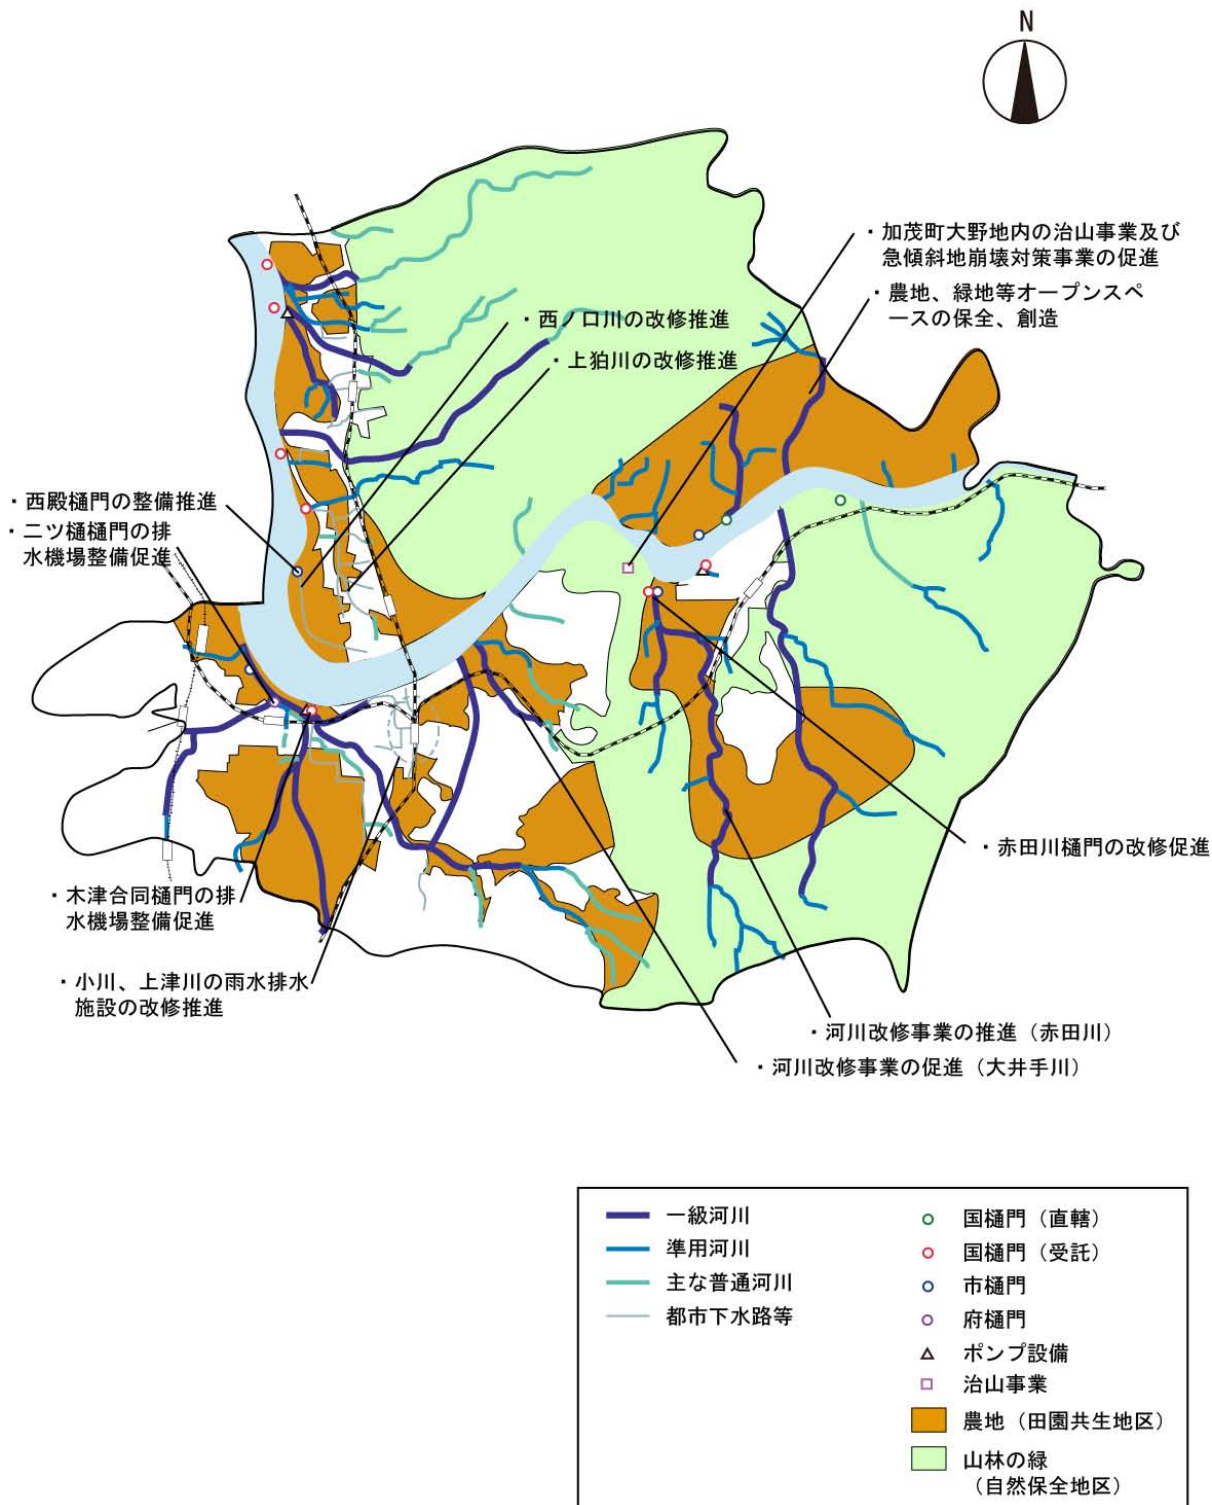 N
・加茂町大野地内の治山事業及び
急傾斜地崩壊対策事業の促進
・農地、緑地等オープンスペ
ースの保全、創造
・西ノ口川の改修推進
・上狛川の改修推進
・西殿樋門の整備推進
・二ツ樋樋門の排
水機場整備促進
・赤田川樋門の改修促進
・木津合同樋門の排
水機場整備促進
・小川、上津川の雨水排水
施設の改修推進
・河川改修事業の推進（赤田川）
・河川改修事業の促進（大井手川）
一級河川
準用河川
主な普通河川
都市下水路等
国樋門（直轄）
国樋門（受託）
市樋門
府樋門
ポンプ設備
治山事業
農地（田園共生地区）
山林の緑
（自然保全地区）